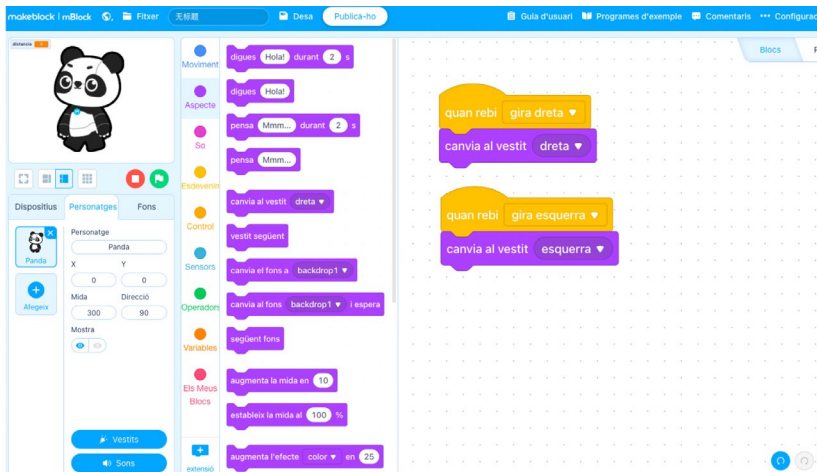 makeblock | mBlock Fitxer 无标题 Desa Publica-ho Guia d'usuari Programes d'exemple Comentaris Configurac
distancia
Dispositius Personatges Fons
Panda
Afegeix
Personatge
Panda
X Y
0 0
Mida Direcció
300 90
Mostra
Vestits
Sons
Moviment
Aspecte
So
Esdevenim
Control
Sensors
Operadors
Variables
Els Meus
Blocs
extensió
digues Hola! durant 2 s
digues Hola!
pensa Mmm... durant 2 s
pensa Mmm...
canvia al vestit dreta
vestit següent
canvia el fons a backdrop1
canvia al fons backdrop1 i espera
següent fons
augmenta la mida en 10
estableix la mida al 100 %
augmenta l'efecte color en 25
Blocs
quan rebi gira dreta
canvia al vestit dreta
quan rebi gira esquerra
canvia al vestit esquerra